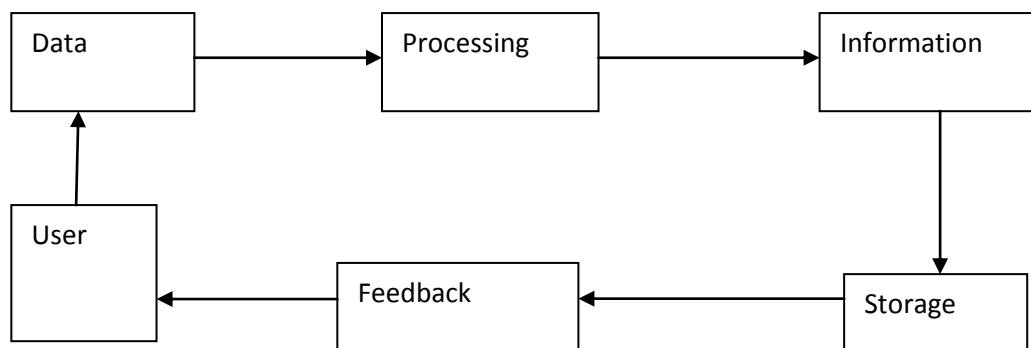 Data
Processing
Information
User
Feedback
Storage